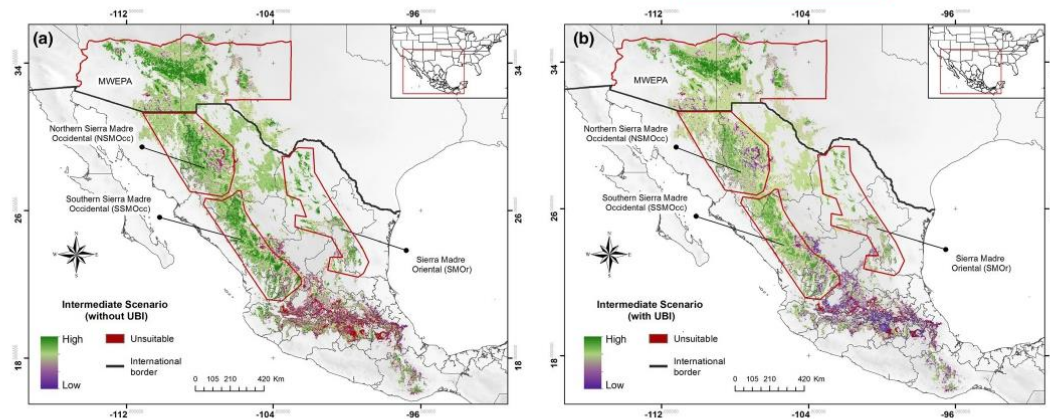 -112
-104
-96
(a)
34
34
MWEPA
Northern Sierra Madre
Occidental (NSMOcc)
Southern Sierra Madre
Occidental (SSMOcc)
26
26
Sierra Madre
Oriental (SMOr)
Intermediate Scenario
(without UBI)
High
Low
Unsuitable
International
border
0 105 210 420 Km
18
18
-112
-104
-96
-112
-104
-96
(b)
34
34
MWEPA
Northern Sierra Madre
Occidental (NSMOcc)
Southern Sierra Madre
Occidental (SSMOcc)
26
26
Sierra Madre
Oriental (SMOr)
Intermediate Scenario
(with UBI)
High
Low
Unsuitable
International
border
0 105 210 420 Km
18
18
-112
-104
-96